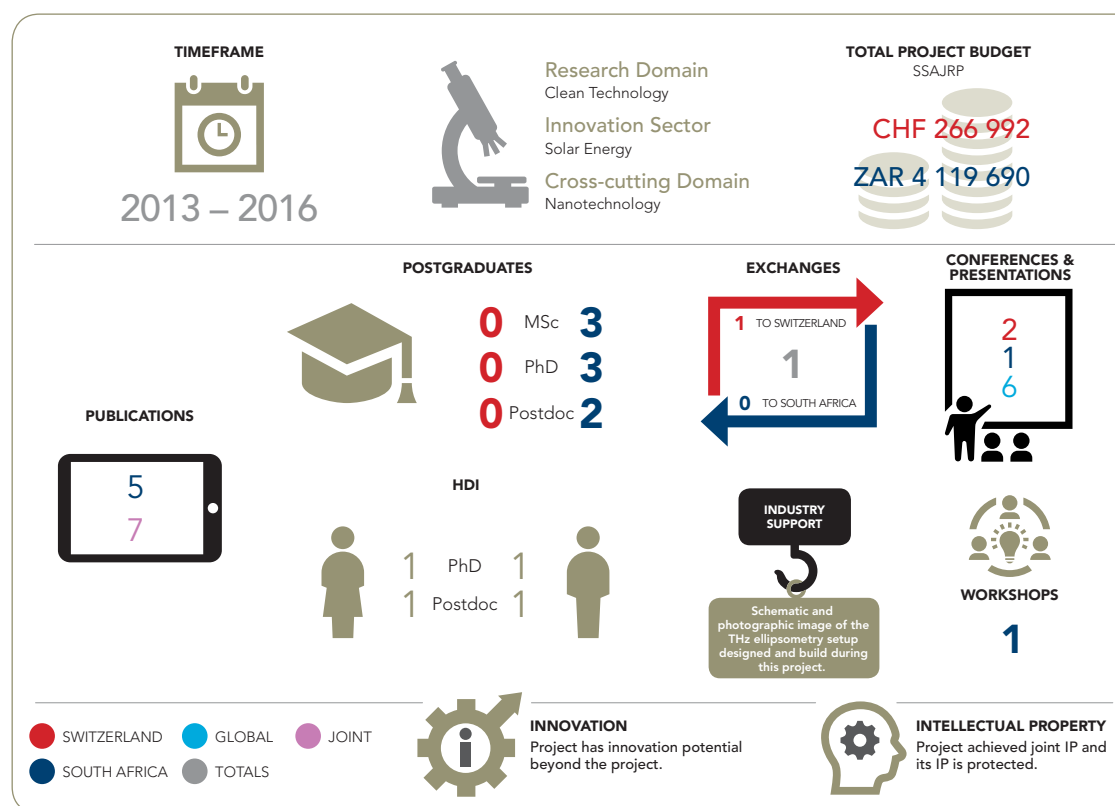 TIMEFRAME
2013 – 2016
Research Domain
Clean Technology
Innovation Sector
Solar Energy
Cross-cutting Domain
Nanotechnology
TOTAL PROJECT BUDGET
SSAJRP
CHF 266 992
ZAR 4 119 690
PUBLICATIONS
5
7
POSTGRADUATES
0 MSc 3
0 PhD 3
0 Postdoc 2
HDI
1 PhD 1
1 Postdoc 1
EXCHANGES
1 TO SWITZERLAND
1
0 TO SOUTH AFRICA
INDUSTRY
SUPPORT
Schematic and
photographic image of the
THz ellipsometry setup
designed and build during
this project.
CONFERENCES &
PRESENTATIONS
2
1
6
WORKSHOPS
1
SWITZERLAND
GLOBAL
JOINT
SOUTH AFRICA
TOTALS
i
INNOVATION
Project has innovation potential
beyond the project.
INTELLECTUAL PROPERTY
Project achieved joint IP and
its IP is protected.